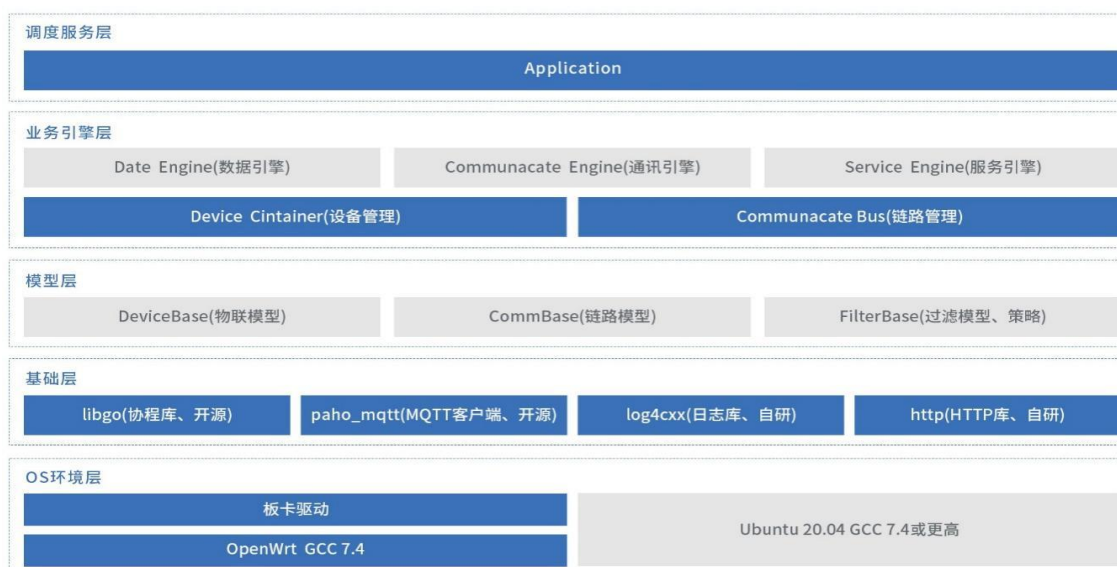 调度服务层
Application
业务引擎层
Date Engine(数据引擎)
Communacate Engine(通讯引擎)
Service Engine(服务引擎)
Device Cintainer(设备管理)
Communacate Bus(链路管理)
模型层
DeviceBase(物联模型)
CommBase(链路模型)
FilterBase(过滤模型、策略)
基础层
libgo(协程库、开源)
paho_mqtt(MQTT客户端、开源)
log4cxx(日志库、自研)
http(HTTP库、自研)
OS环境层
板卡驱动
OpenWrt GCC 7.4
Ubuntu 20.04 GCC 7.4或更高